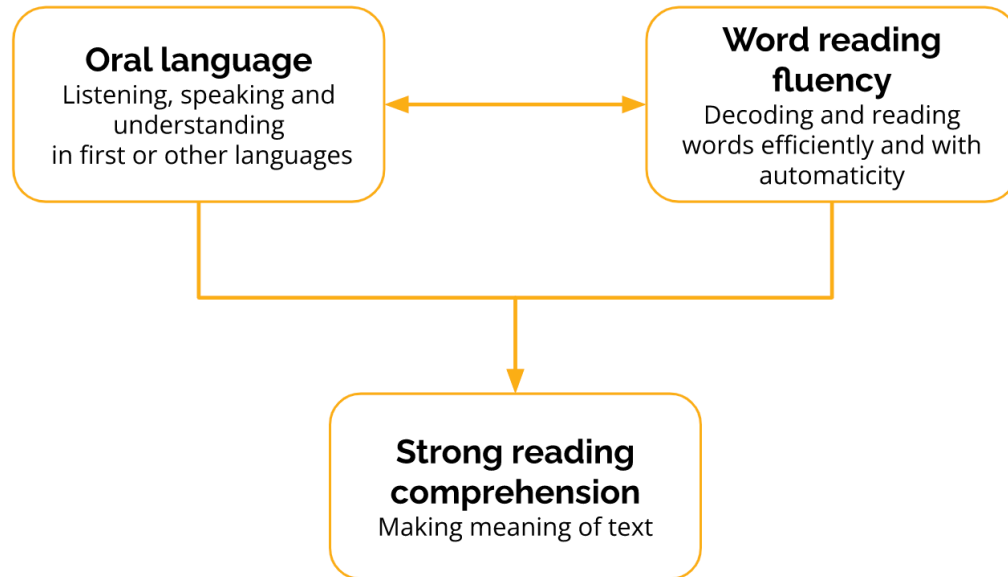 Oral language
Listening, speaking and
understanding
in first or other languages
Word reading
fluency
Decoding and reading
words efficiently and with
automaticity
Strong reading
comprehension
Making meaning of text